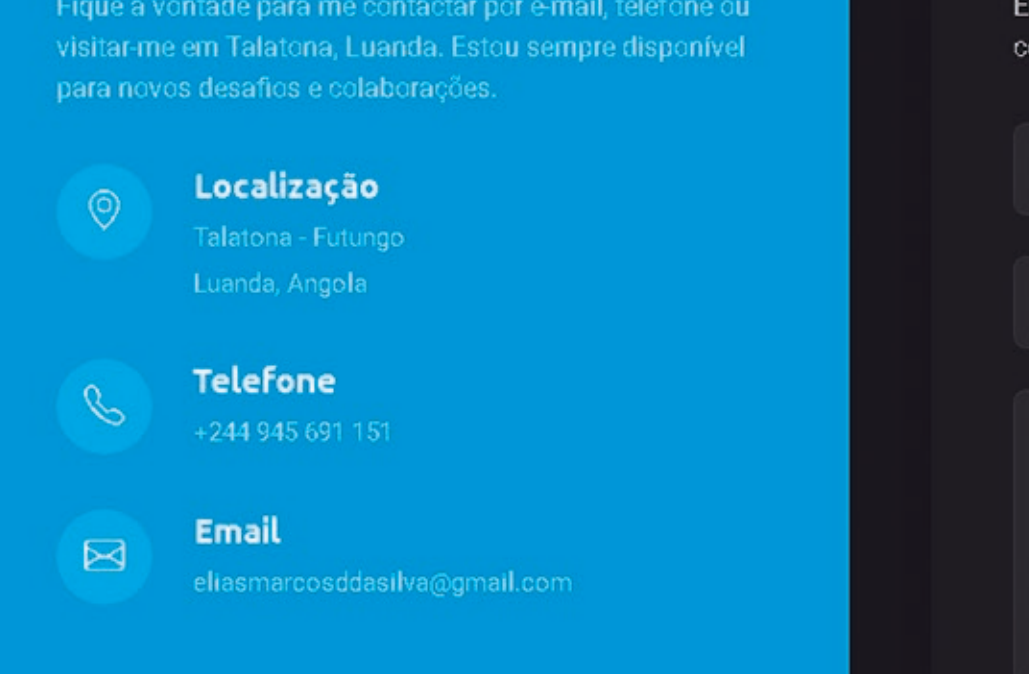 Fique à vontade para me contactar por e-mail, telefone ou
visitar-me em Talatona, Luanda. Estou sempre disponível
para novos desafios e colaborações.
Localização
Talatona - Futungo
Luanda, Angola
Telefone
+244 945 691 151
Email
eliasmarcosddasilva@gmail.com